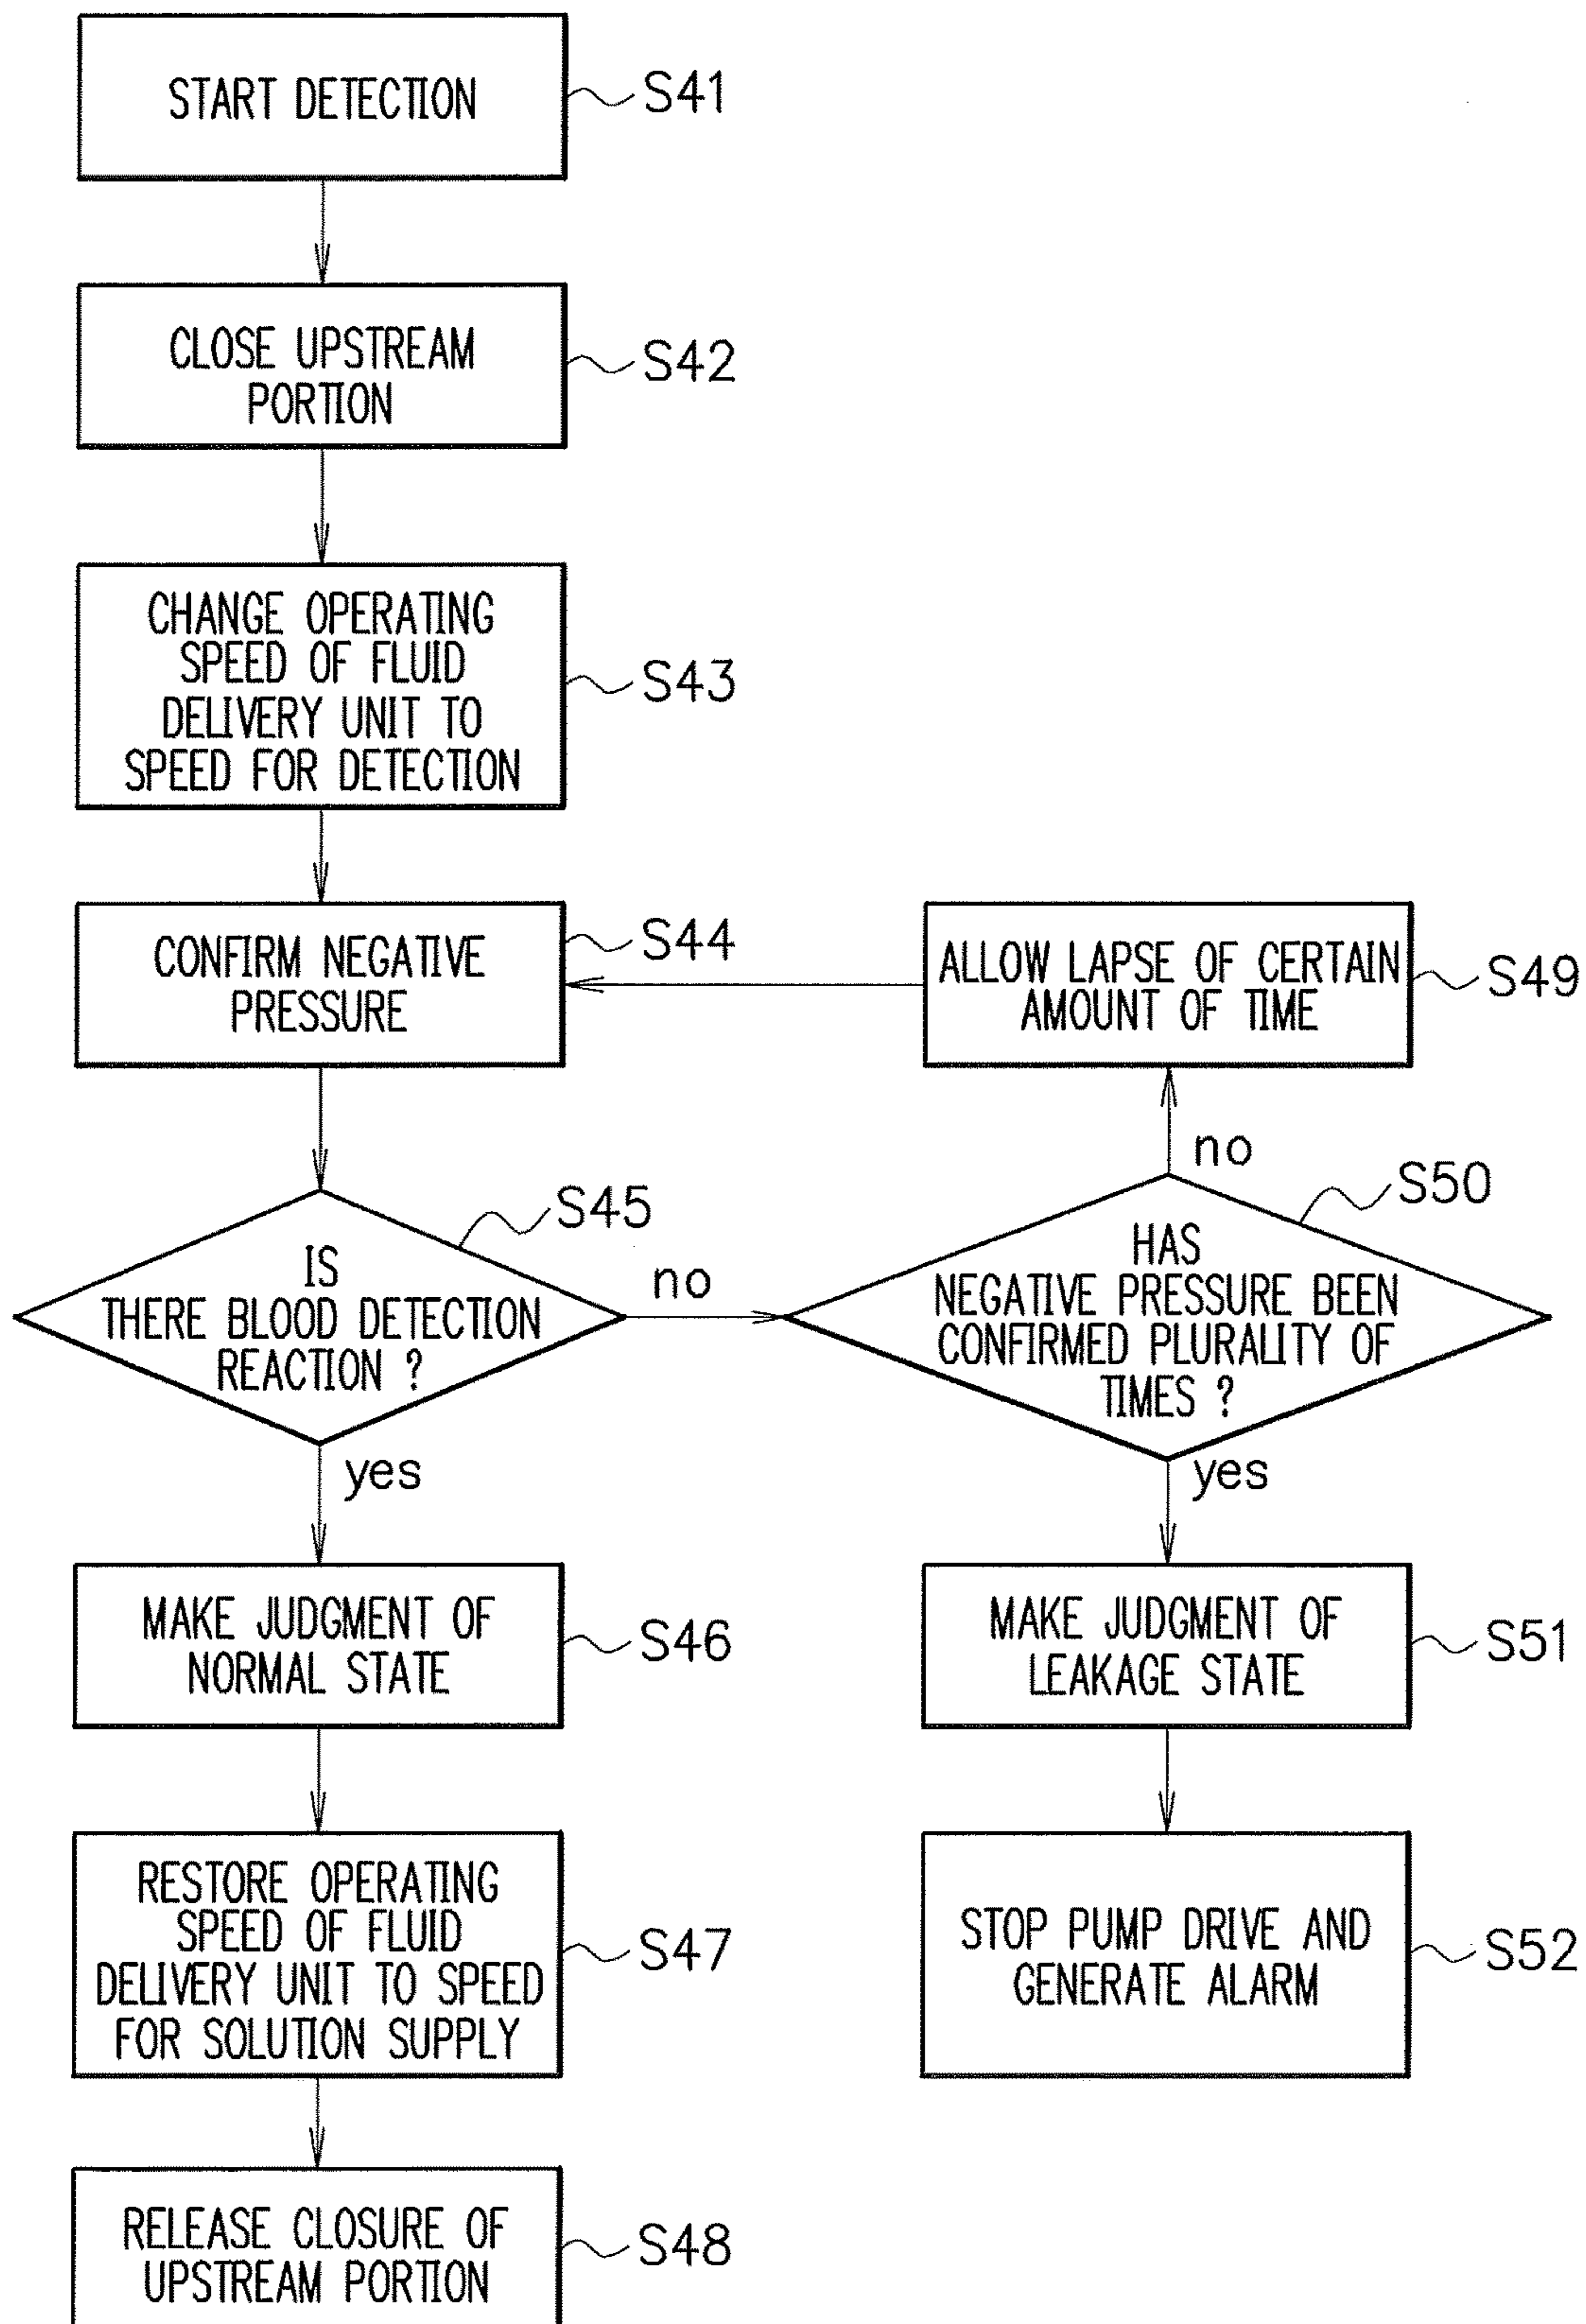 START DETECTION
S41
CLOSE UPSTREAM
PORTION
S42
CHANGE OPERATING
SPEED OF FLUID
DELIVERY UNIT TO
SPEED FOR DETECTION
S43
CONFIRM NEGATIVE
PRESSURE
S44
ALLOW LAPSE OF CERTAIN
AMOUNT OF TIME
S49
IS
THERE BLOOD DETECTION
REACTION ?
S45
no
yes
HAS
NEGATIVE PRESSURE BEEN
CONFIRMED PLURALITY OF
TIMES ?
S50
no
yes
MAKE JUDGMENT OF
NORMAL STATE
S46
MAKE JUDGMENT OF
LEAKAGE STATE
S51
RESTORE OPERATING
SPEED OF FLUID
DELIVERY UNIT TO SPEED
FOR SOLUTION SUPPLY
S47
STOP PUMP DRIVE AND
GENERATE ALARM
S52
RELEASE CLOSURE OF
UPSTREAM PORTION
S48